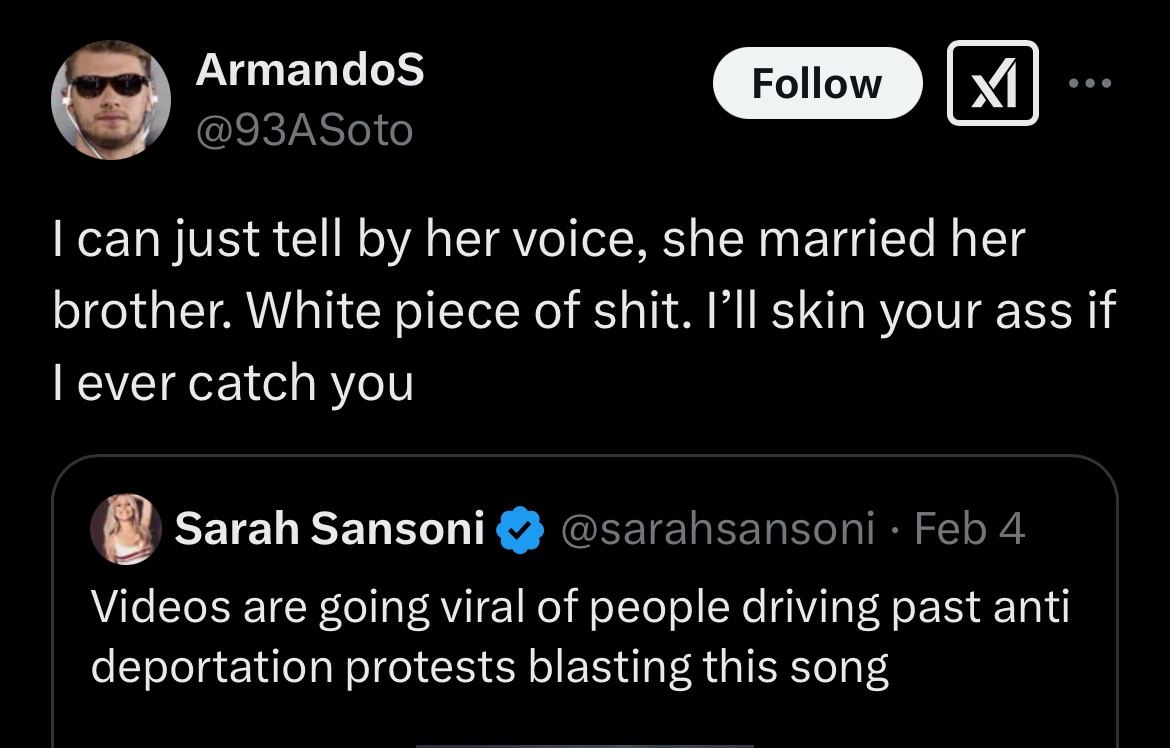 ArmandoS
Follow
@93ASoto
I can just tell by her voice, she married her
brother. White piece of shit. I’ll skin your ass if
I ever catch you
Sarah Sansoni @sarahsansoni · Feb 4
Videos are going viral of people driving past anti
deportation protests blasting this song